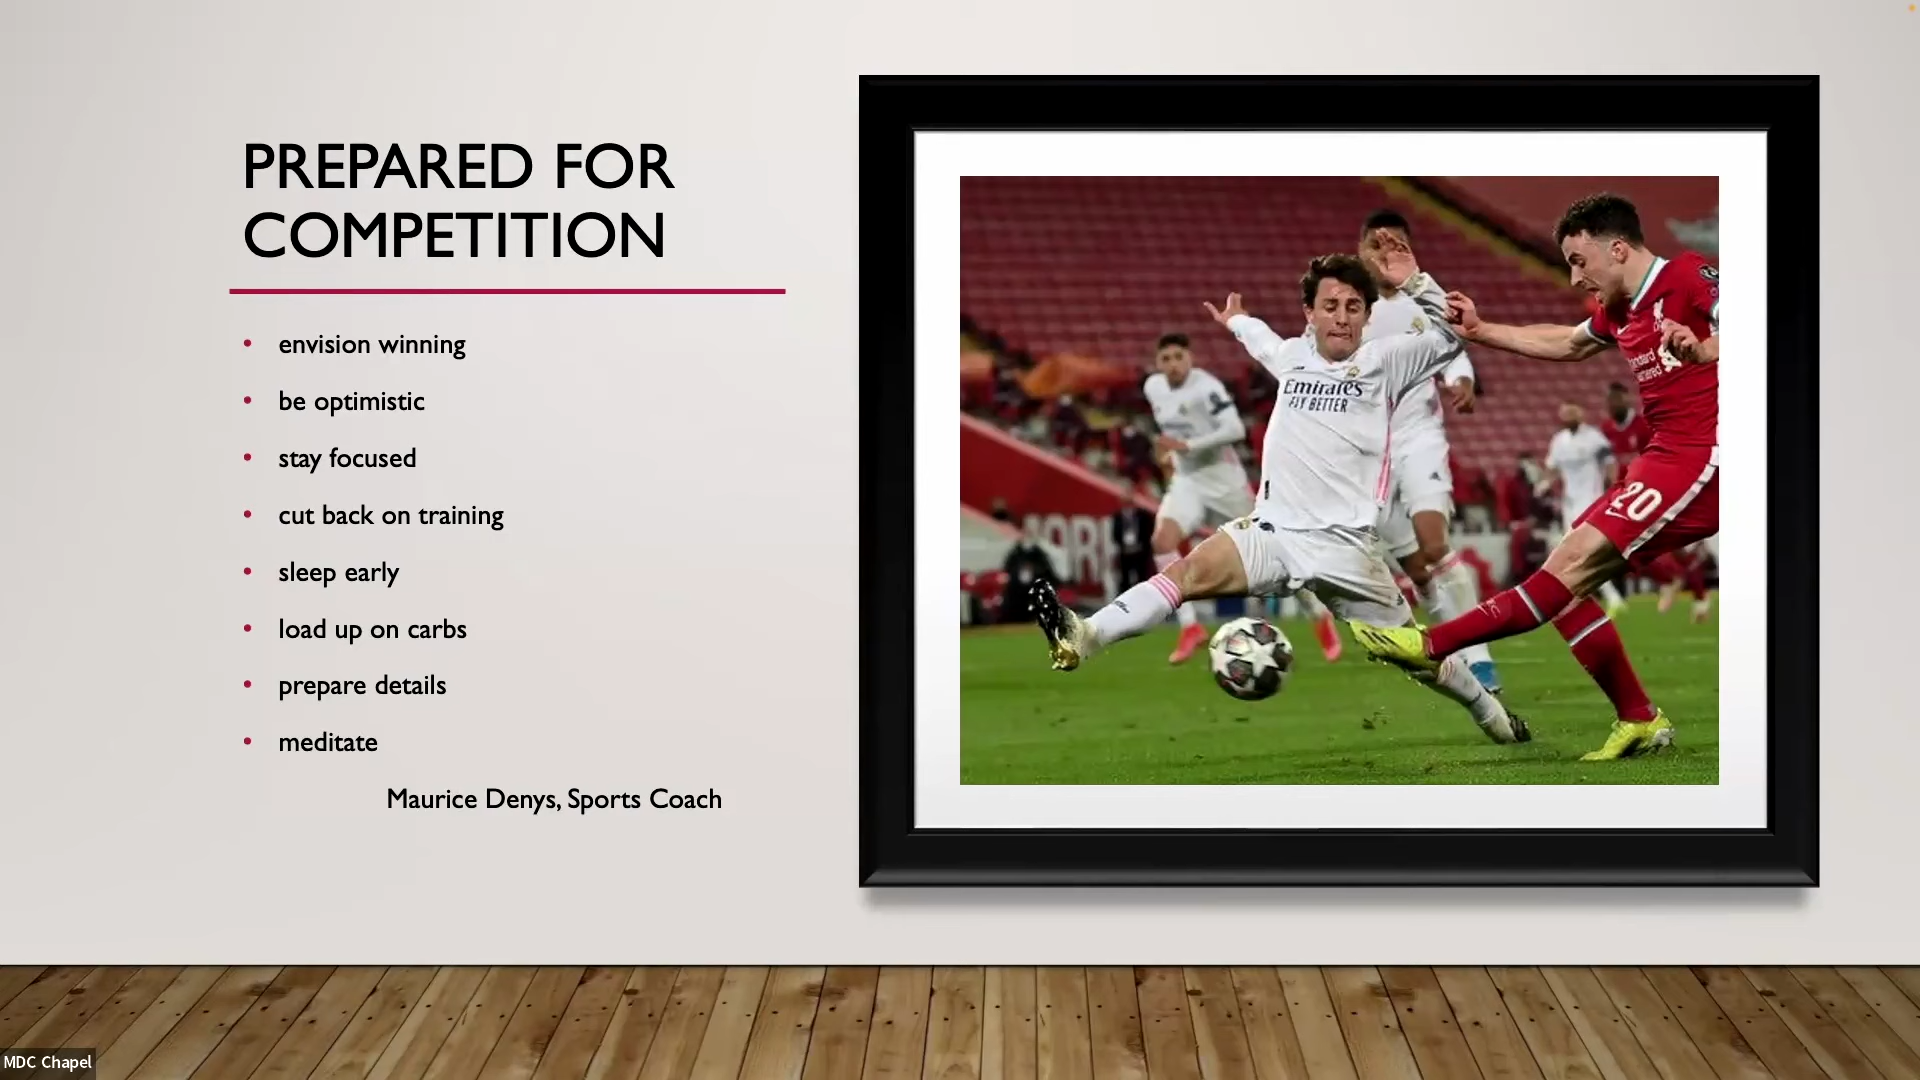 PREPARED FOR
COMPETITION
• envision winning
• be optimistic
• stay focused
• cut back on training
• sleep early
• load up on carbs
• prepare details
• meditate
Maurice Denys, Sports Coach
Emirates
FLY BETTER
20
MDC Chapel